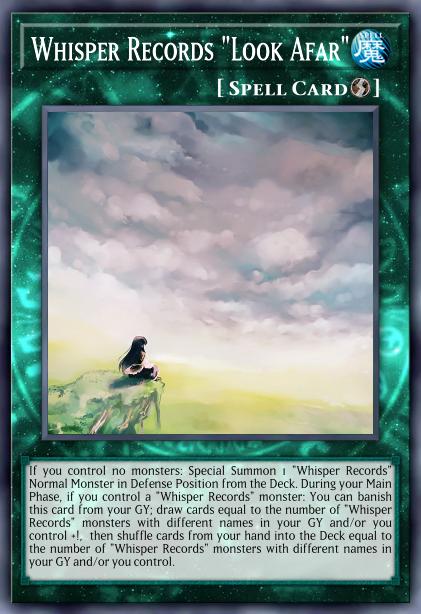 Whisper Records "Look Afar"
SPELL
魔
[ Spell Card ]
If you control no monsters: Special Summon 1 "Whisper Records"
Normal Monster in Defense Position from the Deck. During your Main
Phase, if you control a "Whisper Records" monster: You can banish
this card from your GY; draw cards equal to the number of "Whisper
Records" monsters with different names in your GY and/or you
control +!, then shuffle cards from your hand into the Deck equal to
the number of "Whisper Records" monsters with different names in
your GY and/or you control.